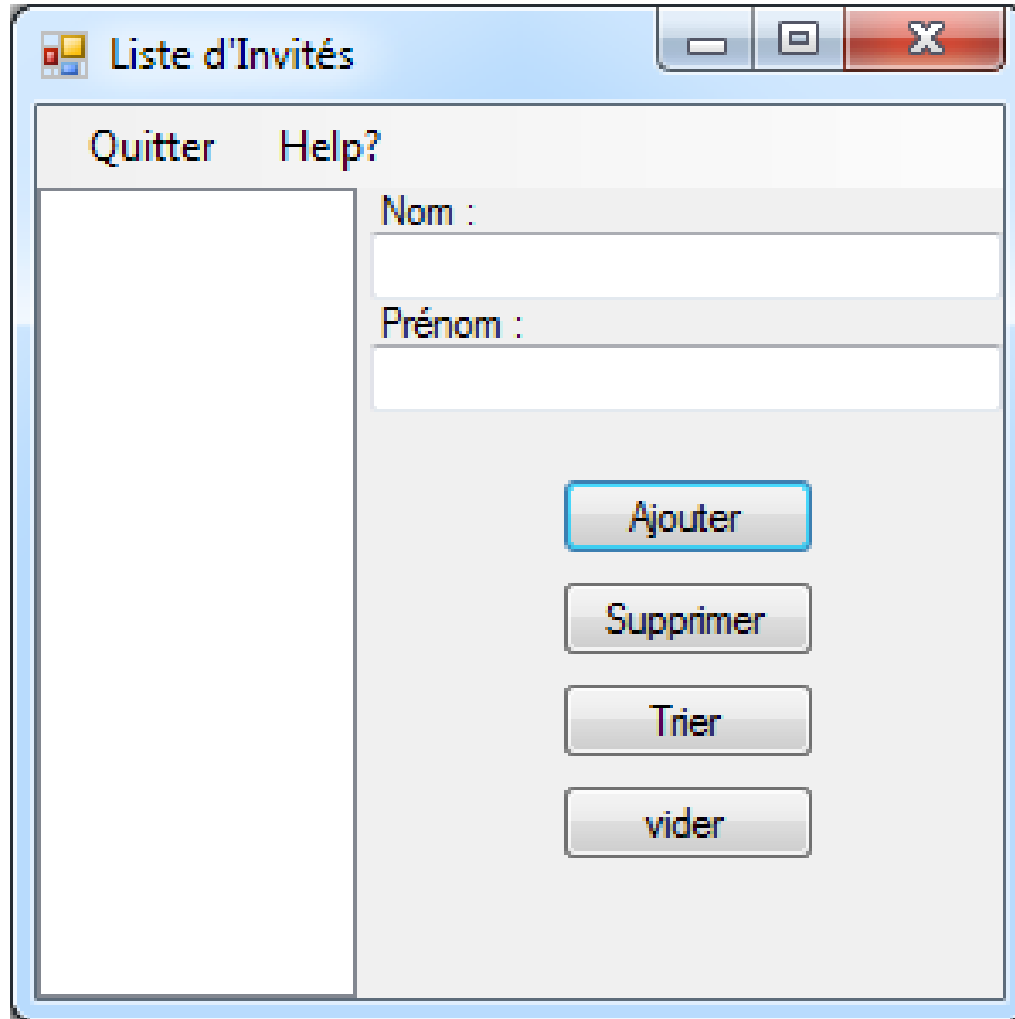 Liste d'Invités
Quitter Help?
Nom :
Prénom :
Ajouter
Supprimer
Trier
vider